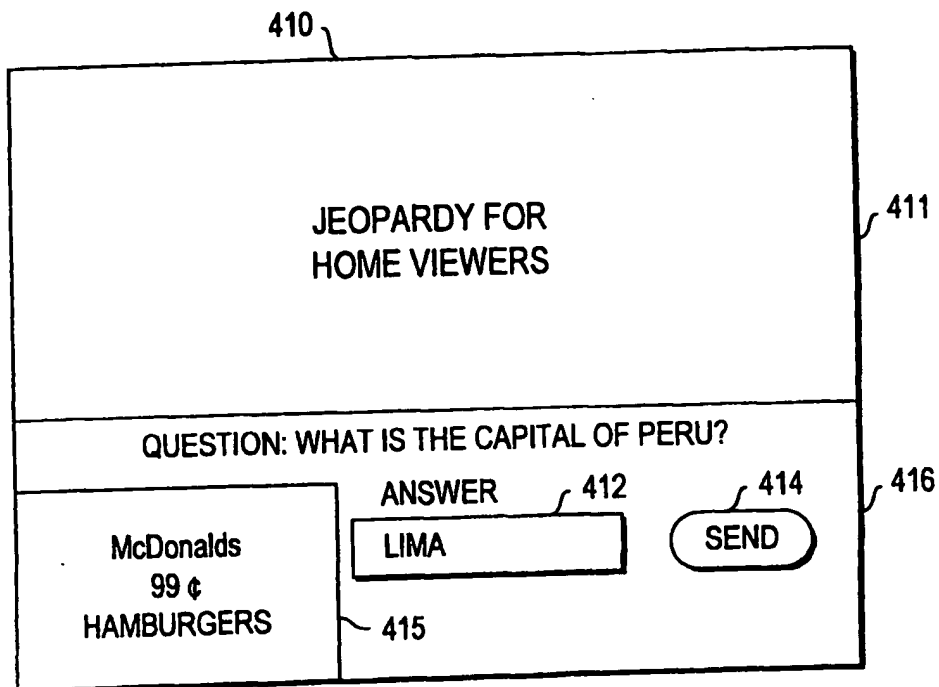 410
JEOPARDY FOR
HOME VIEWERS
411
QUESTION: WHAT IS THE CAPITAL OF PERU?
ANSWER
412
414
416
LIMA
SEND
McDonalds
99 ¢
HAMBURGERS
415